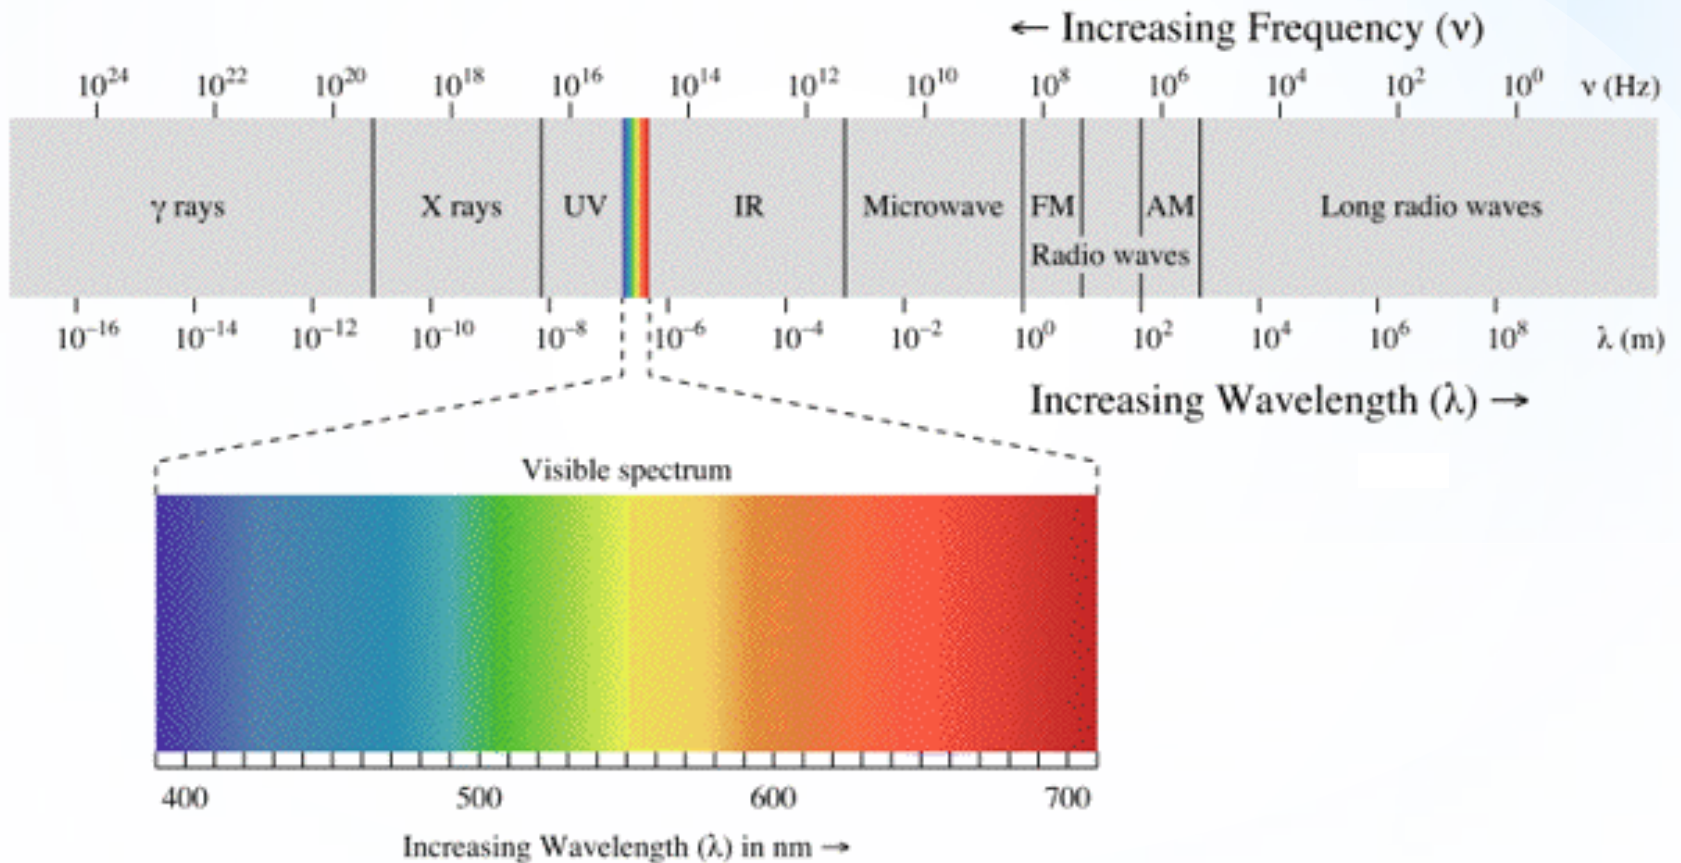 ← Increasing Frequency (ν)
10²⁴ 10²² 10²⁰ 10¹⁸ 10¹⁶ 10¹⁴ 10¹² 10¹⁰ 10⁸ 10⁶ 10⁴ 10² 10⁰ ν (Hz)
γ rays X rays UV IR Microwave FM AM Long radio waves
Radio waves
10⁻¹⁶ 10⁻¹⁴ 10⁻¹² 10⁻¹⁰ 10⁻⁸ 10⁻⁶ 10⁻⁴ 10⁻² 10⁰ 10² 10⁴ 10⁶ 10⁸ λ (m)
Increasing Wavelength (λ) →
Visible spectrum
400 500 600 700
Increasing Wavelength (λ) in nm →